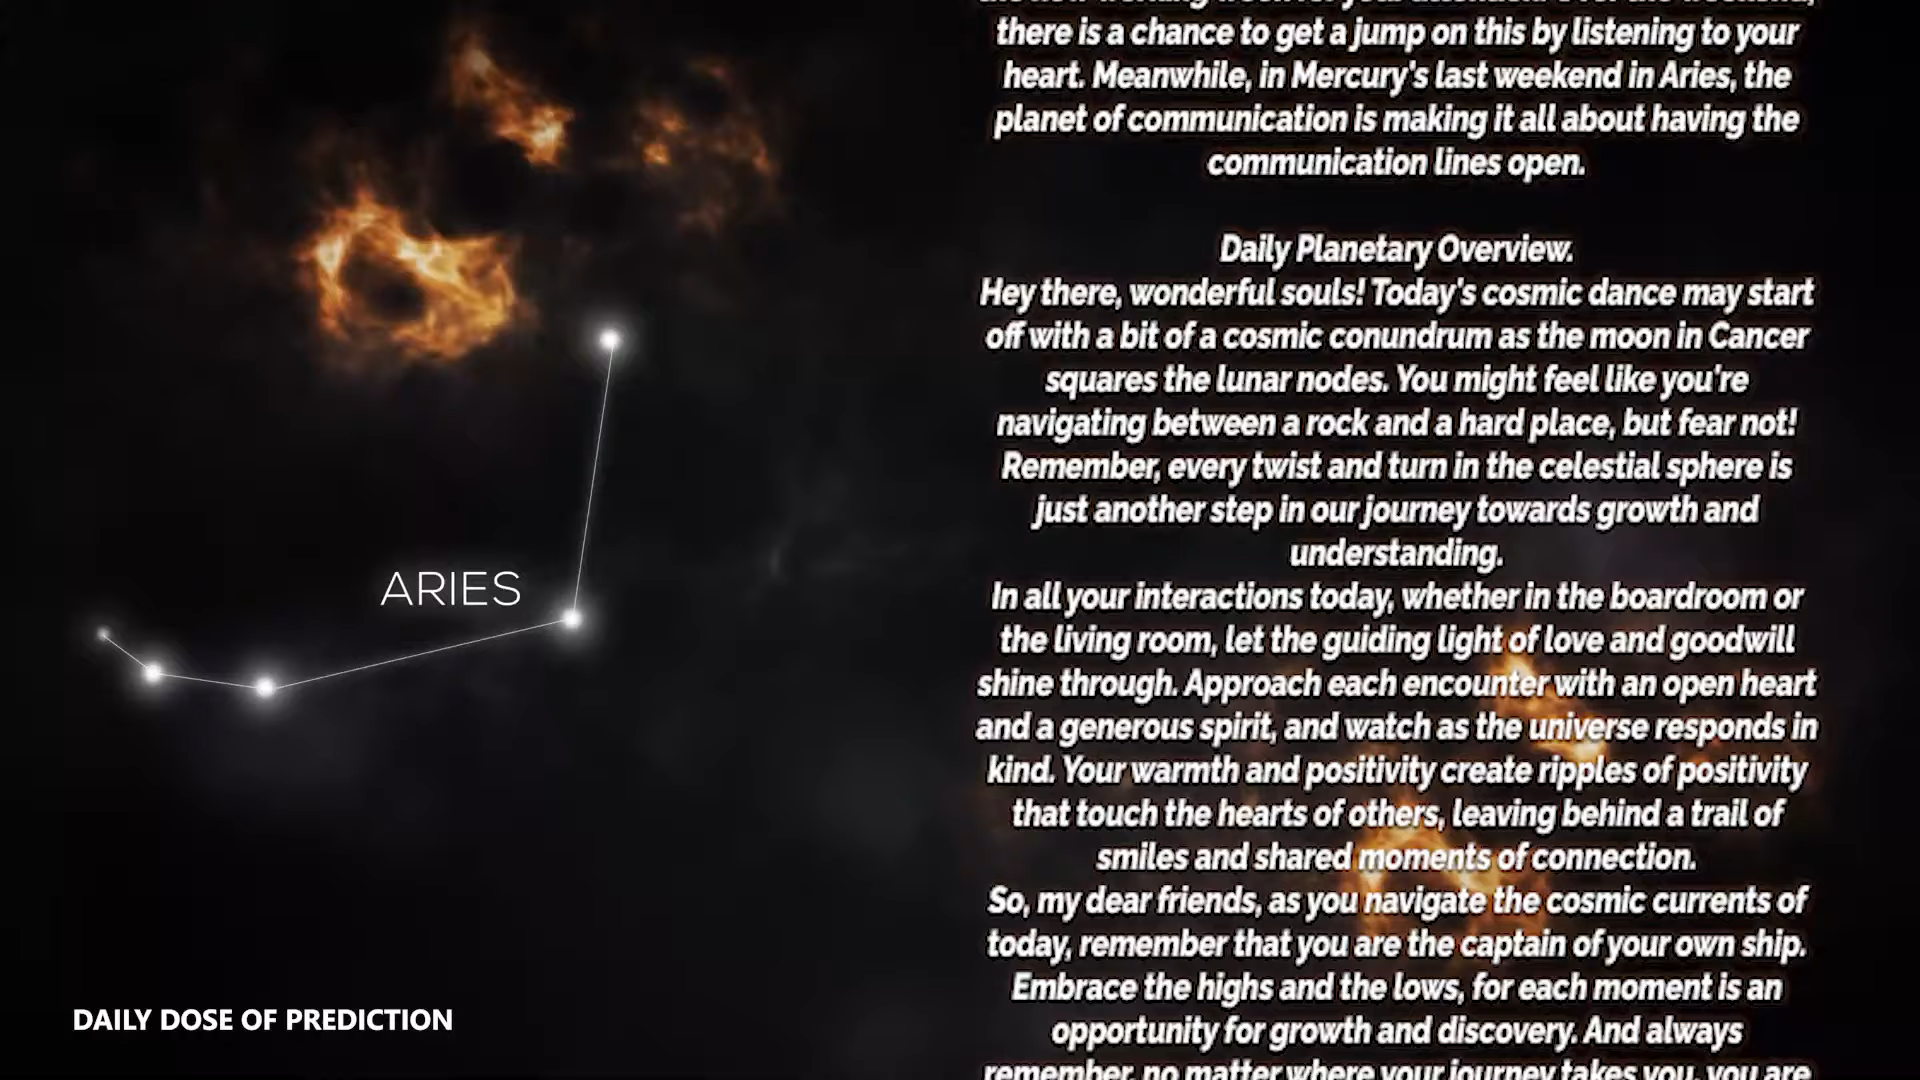 there is a chance to get a jump on this by listening to your
heart. Meanwhile, in Mercury's last weekend in Aries, the
planet of communication is making it all about having the
communication lines open.
Daily Planetary Overview.
Hey there, wonderful souls! Today's cosmic dance may start
off with a bit of a cosmic conundrum as the moon in Cancer
squares the lunar nodes. You might feel like you're
navigating between a rock and a hard place, but fear not!
Remember, every twist and turn in the celestial sphere is
just another step in our journey towards growth and
understanding.
In all your interactions today, whether in the boardroom or
the living room, let the guiding light of love and goodwill
shine through. Approach each encounter with an open heart
and a generous spirit, and watch as the universe responds in
kind. Your warmth and positivity create ripples of positivity
that touch the hearts of others, leaving behind a trail of
smiles and shared moments of connection.
So, my dear friends, as you navigate the cosmic currents of
today, remember that you are the captain of your own ship.
Embrace the highs and the lows, for each moment is an
opportunity for growth and discovery. And always
remember, no matter where your journey takes you, you are
ARIES
DAILY DOSE OF PREDICTION